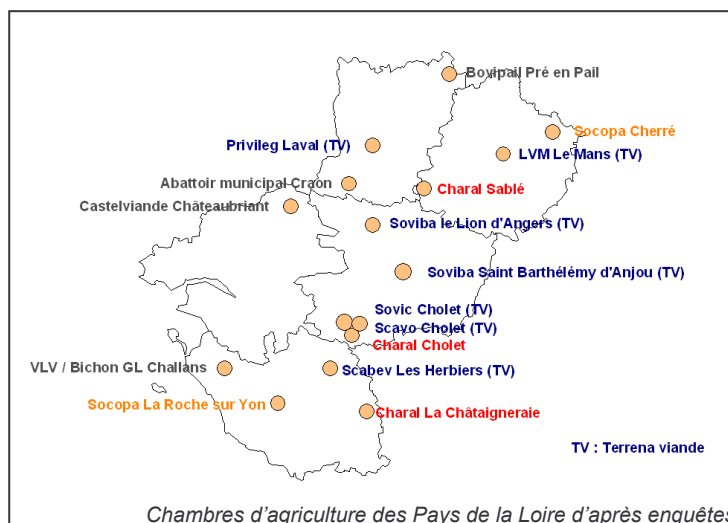 Bovipail Pré en Pail
Socopa Cherré
Privileg Laval (TV)
LVM Le Mans (TV)
Abattoir municipal Craon
Charal Sablé
Castelviande Châteaubriant
Soviba le Lion d'Angers (TV)
Soviba Saint Barthélémy d'Anjou (TV)
Sovic Cholet (TV)
Scavo Cholet (TV)
Charal Cholet
VLV / Bichon GL Challans
Scabev Les Herbiers (TV)
Socopa La Roche sur Yon
Charal La Châtaigneraie
TV : Terrena viande
Chambres d'agriculture des Pays de la Loire d'après enquêtes